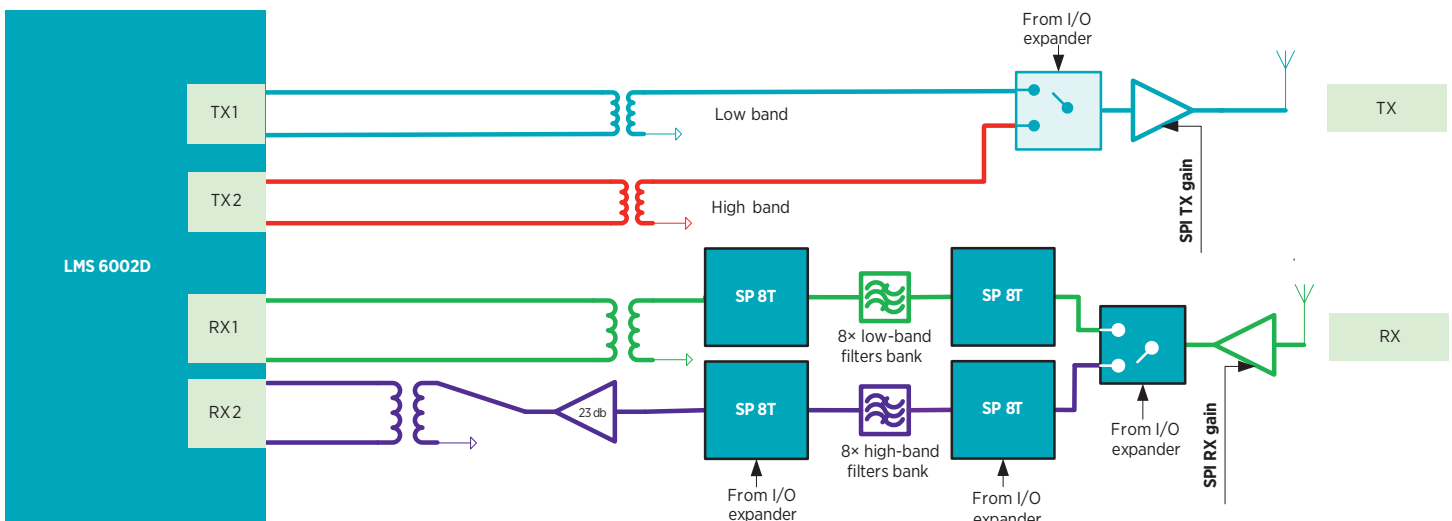 From I/O
expander
TX1
Low band
TX
TX2
High band
SPI TX gain
LMS 6002D
SP 8T
SP 8T
RX1
8× low-band
filters bank
RX
SP 8T
SP 8T
RX2
23 db
From I/O
expander
8× high-band
filters bank
SPI RX gain
From I/O
expander
From I/O
expander